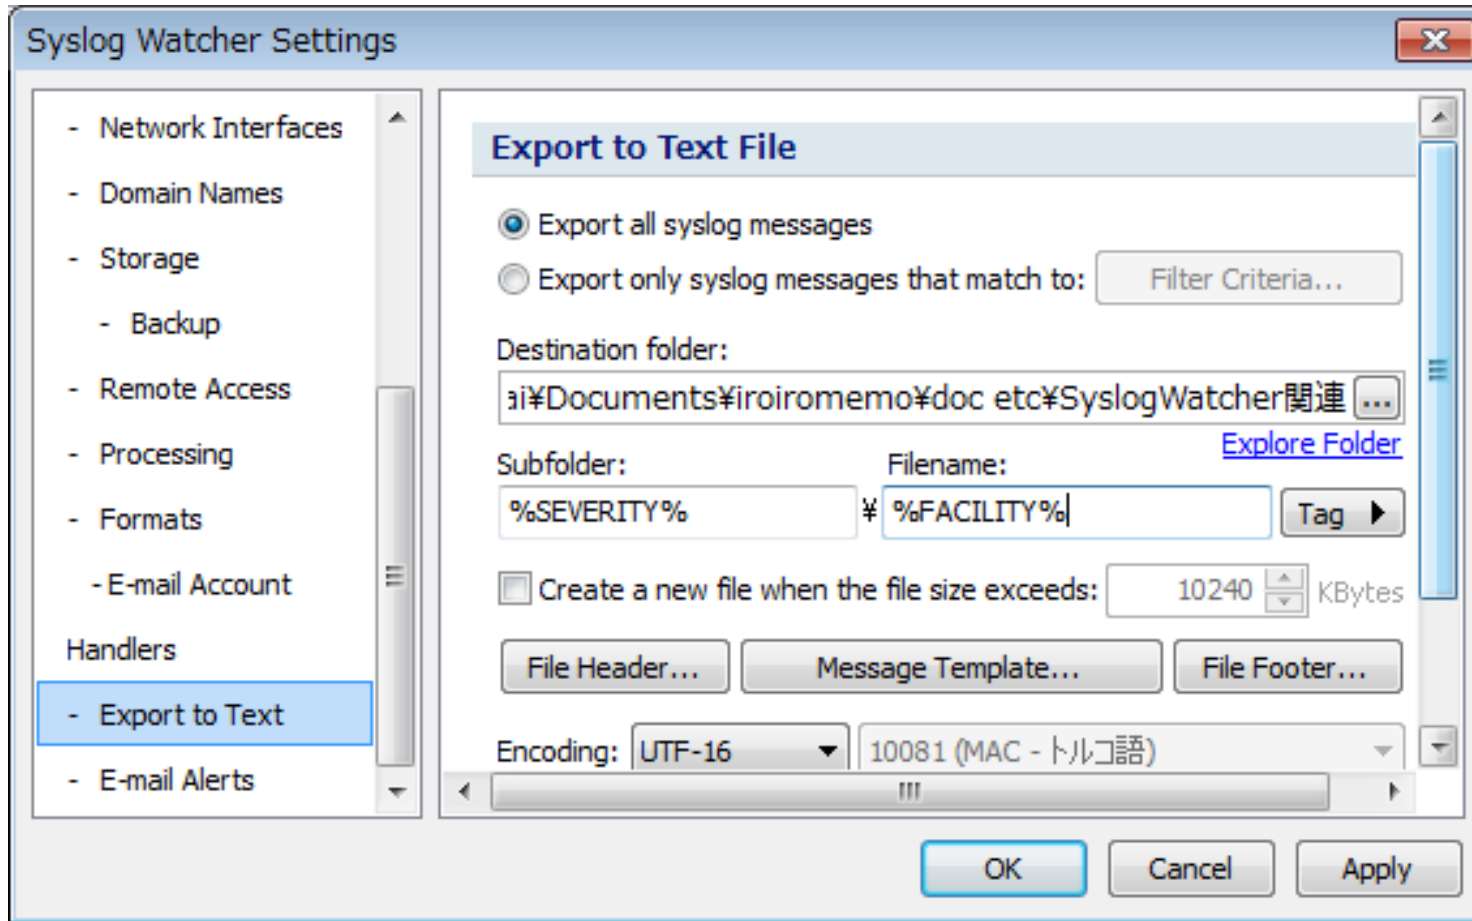 Syslog Watcher Settings
- Network Interfaces
- Domain Names
- Storage
- Backup
- Remote Access
- Processing
- Formats
- E-mail Account
Handlers
- Export to Text
- E-mail Alerts
Export to Text File
Export all syslog messages
Export only syslog messages that match to: Filter Criteria...
Destination folder:
ai¥Documents¥iroiromemo¥doc etc¥SyslogWatcher関連 ...
Explore Folder
Subfolder: Filename:
%SEVERITY% ¥ %FACILITY% Tag
Create a new file when the file size exceeds: 10240 KBytes
File Header... Message Template... File Footer...
Encoding: UTF-16 10081 (MAC - トルコ語)
OK Cancel Apply